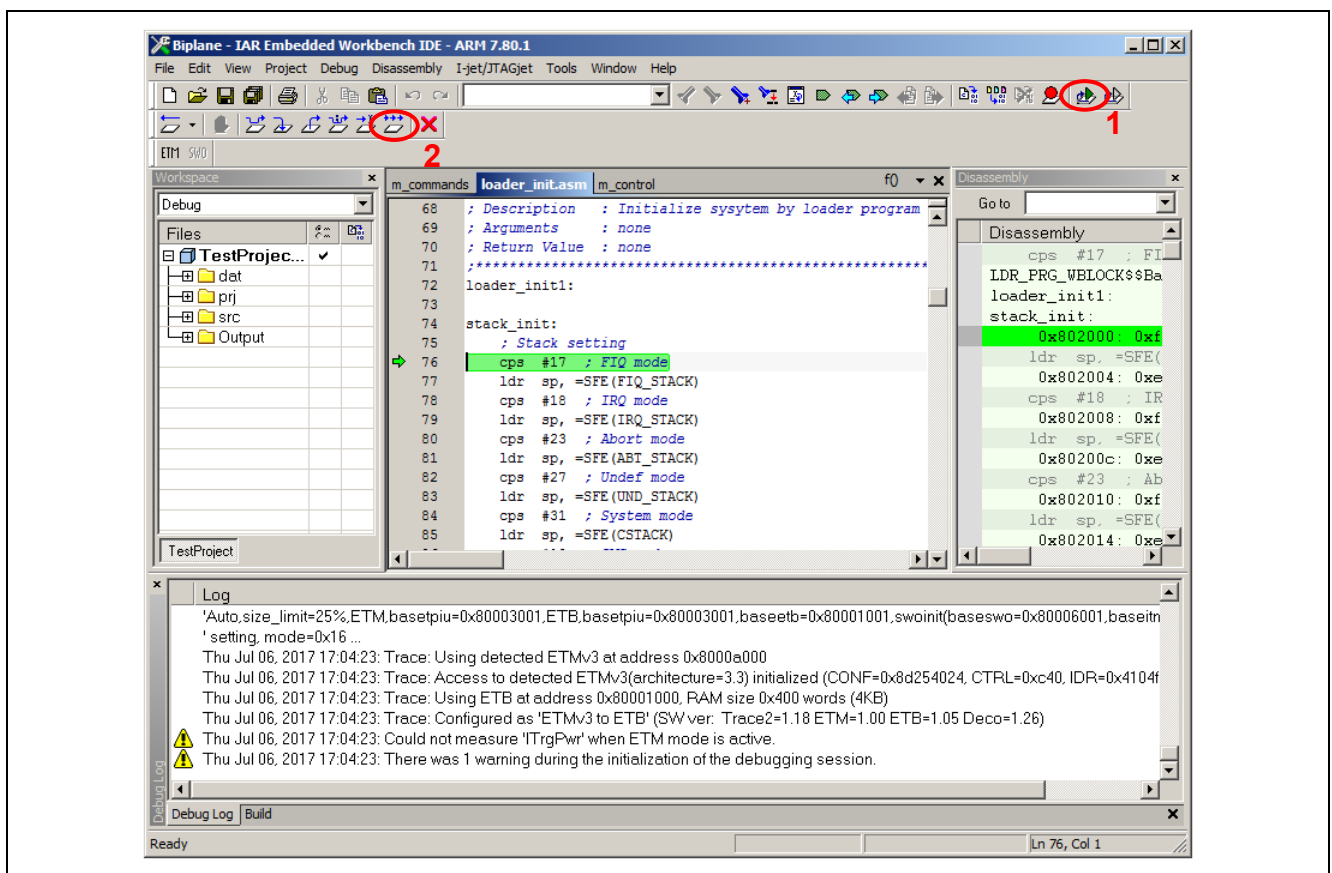 Biplane - IAR Embedded Workbench IDE - ARM 7.80.1
File Edit View Project Debug Disassembly I-jet/JTAGjet Tools Window Help
1
2
ETM SWO
Workspace
Debug
Files
TestProjec...
dat
prj
src
Output
TestProject
m_commands loader_init.asm m_control f()
68 ; Description : Initialize sysytem by loader program
69 ; Arguments : none
70 ; Return Value : none
71 ;**********************************************************
72 loader_init1:
73
74 stack_init:
75 ; Stack setting
76 cps #17 ; FIQ mode
77 ldr sp, =SFE(FIQ_STACK)
78 cps #18 ; IRQ mode
79 ldr sp, =SFE(IRQ_STACK)
80 cps #23 ; Abort mode
81 ldr sp, =SFE(ABT_STACK)
82 cps #27 ; Undef mode
83 ldr sp, =SFE(UND_STACK)
84 cps #31 ; System mode
85 ldr sp, =SFE(CSTACK)
Disassembly
Go to
Disassembly
cps #17 ; FI
LDR_PRG_WBLOCK$$Ba
loader_init1:
stack_init:
0x802000: 0xf
ldr sp, =SFE(
0x802004: 0xe
cps #18 ; IR
0x802008: 0xf
ldr sp, =SFE(
0x80200c: 0xe
cps #23 ; Ab
0x802010: 0xf
ldr sp, =SFE(
0x802014: 0xe
Log
'Auto,size_limit=25%,ETM,basetpiu=0x80003001,ETB,basetpiu=0x80003001,baseetb=0x80001001,swoinit(baseswo=0x80006001,baseitn
' setting, mode=0x16 ...
Thu Jul 06, 2017 17:04:23: Trace: Using detected ETMv3 at address 0x8000a000
Thu Jul 06, 2017 17:04:23: Trace: Access to detected ETMv3(architecture=3.3) initialized (CONF=0x8d254024, CTRL=0xc40, IDR=0x4104f
Thu Jul 06, 2017 17:04:23: Trace: Using ETB at address 0x80001000, RAM size 0x400 words (4KB)
Thu Jul 06, 2017 17:04:23: Trace: Configured as 'ETMv3 to ETB' (SW ver: Trace2=1.18 ETM=1.00 ETB=1.05 Deco=1.26)
Thu Jul 06, 2017 17:04:23: Could not measure 'ITrgPwr' when ETM mode is active.
Thu Jul 06, 2017 17:04:23: There was 1 warning during the initialization of the debugging session.
Debug Log
Debug Log Build
Ready
Ln 76, Col 1